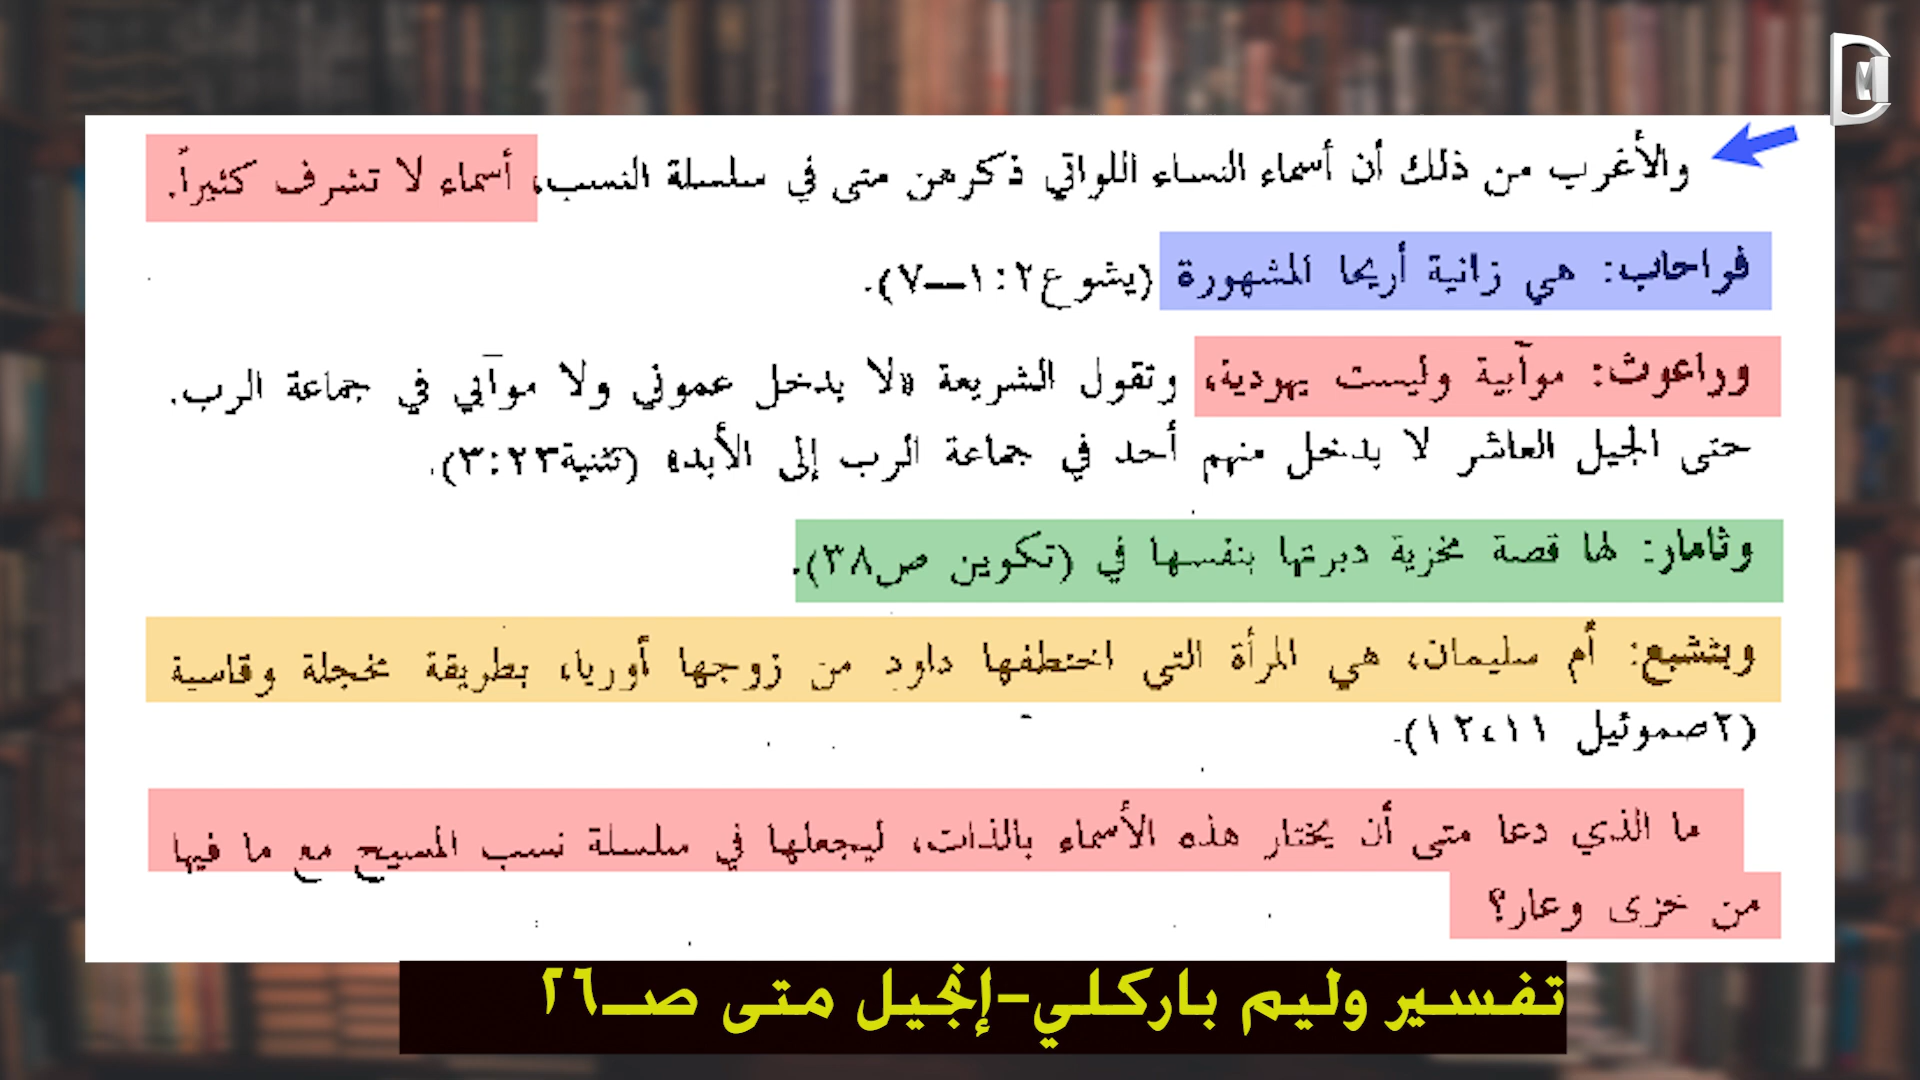 والأغرب من ذلك أن أسماء النساء اللواتي ذكرهن متى في سلسلة النسب، أسماء لا تشرف كثيراً.
فراحاب: هي زانية أريحا المشهورة (يشوع٢: ١—٧).
وراعوث: موآبية وليست يهودية، وتقول الشريعة «لا يدخل عموني ولا موآبي في جماعة الرب.
حتى الجيل العاشر لا يدخل منهم أحد في جماعة الرب إلى الأبد» (تثنية٢٣: ٣).
وثامار: لها قصة مخزية دبرتها بنفسها في (تكوين ص٣٨).
وبثشبع: أم سليمان، هي المرأة التي اختطفها داود من زوجها أوريا، بطريقة مخجلة وقاسية
(٢صموئيل ١١، ١٢).
ما الذي دعا متى أن يختار هذه الأسماء بالذات، ليجعلها في سلسلة نسب المسيح مع ما فيها
من خزى وعار؟
تفسير وليم باركلي-إنجيل متى صـ٢٦